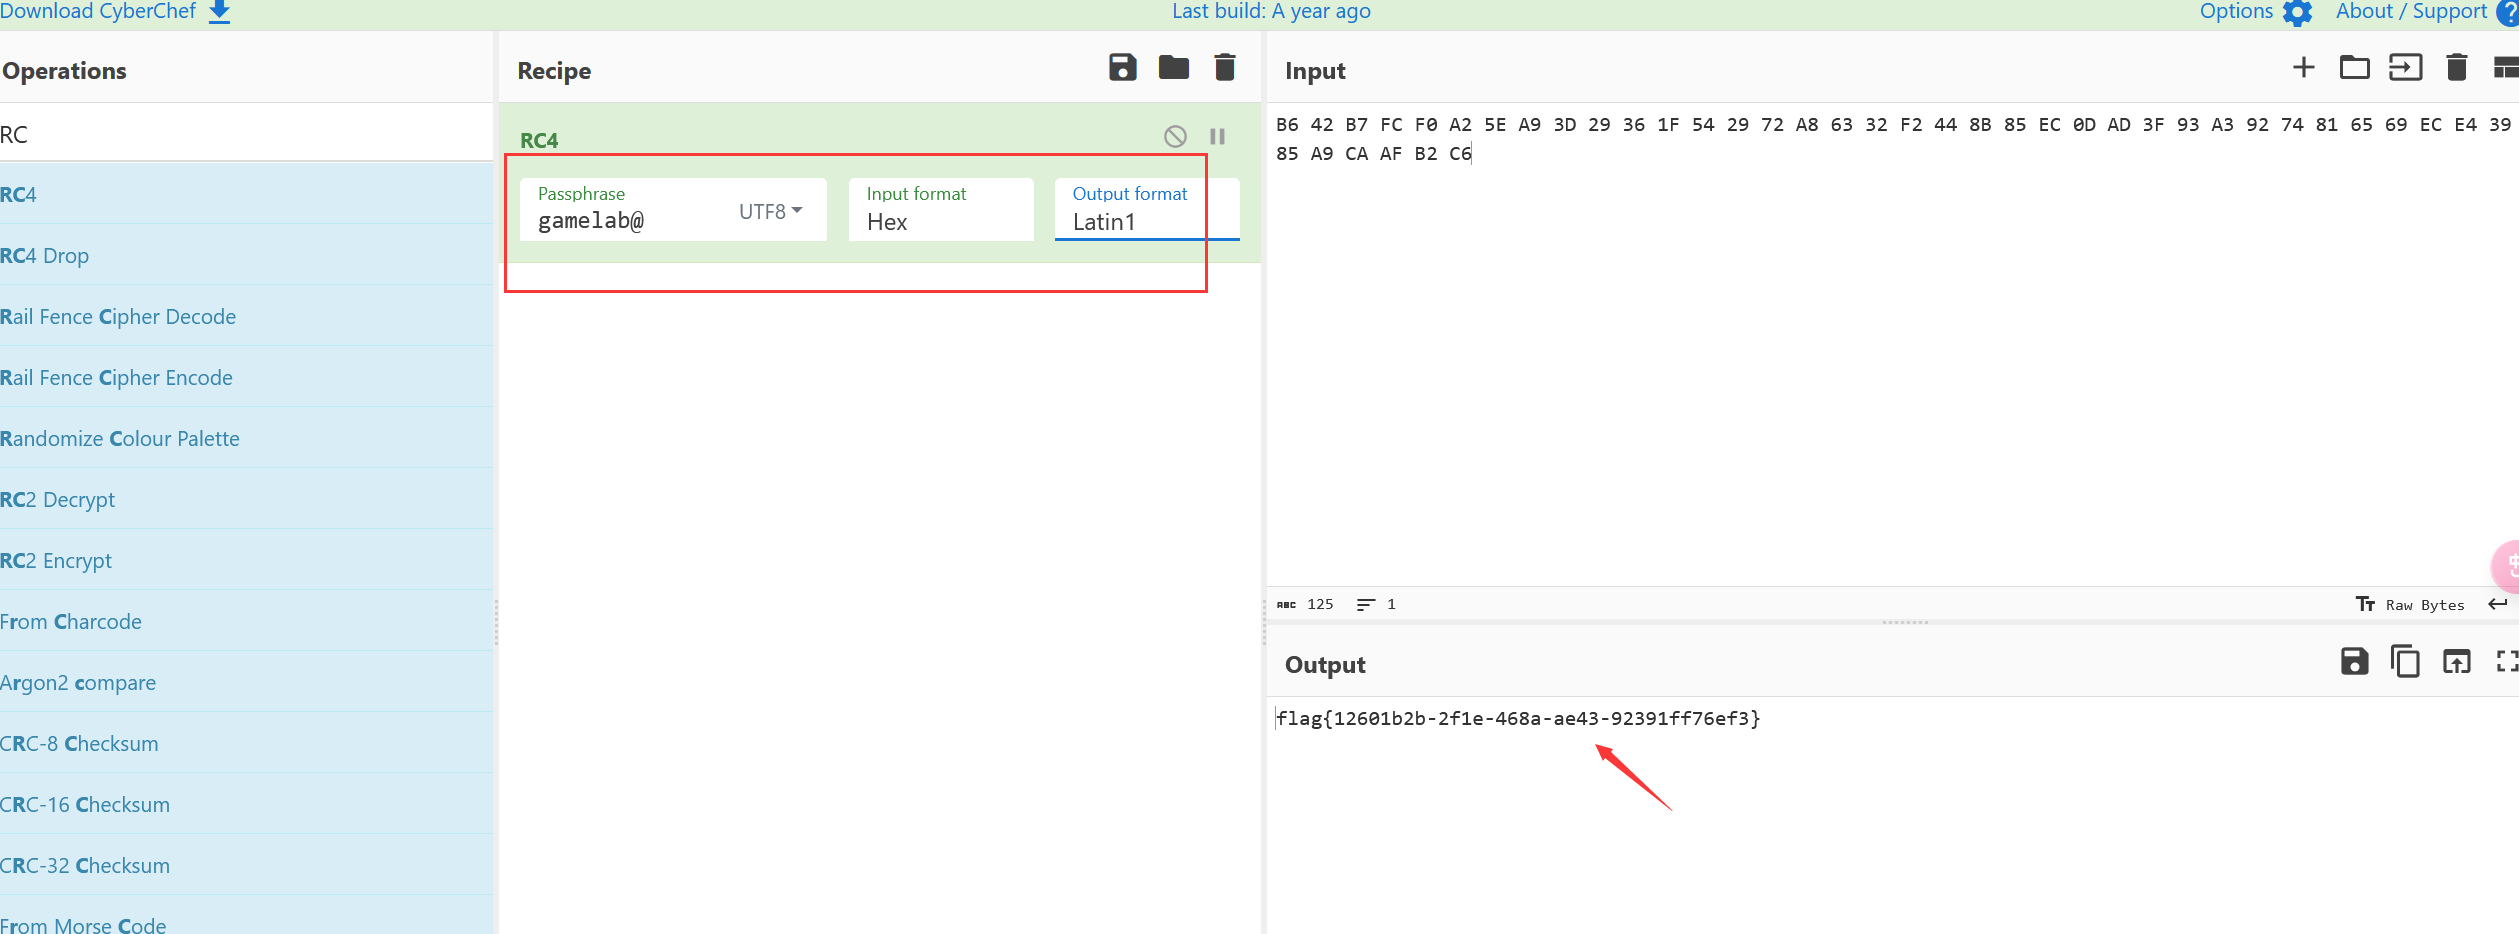 Download CyberChef
Last build: A year ago
Options
About / Support
Operations
RC
RC4
RC4 Drop
Rail Fence Cipher Decode
Rail Fence Cipher Encode
Randomize Colour Palette
RC2 Decrypt
RC2 Encrypt
From Charcode
Argon2 compare
CRC-8 Checksum
CRC-16 Checksum
CRC-32 Checksum
From Morse Code
Recipe
RC4
Passphrase
gamelab@
UTF8
Input format
Hex
Output format
Latin1
Input
B6 42 B7 FC F0 A2 5E A9 3D 29 36 1F 54 29 72 A8 63 32 F2 44 8B 85 EC 0D AD 3F 93 A3 92 74 81 65 69 EC E4 39
85 A9 CA AF B2 C6
ABC 125 1
Tт Raw Bytes
Output
flag{12601b2b-2f1e-468a-ae43-92391ff76ef3}